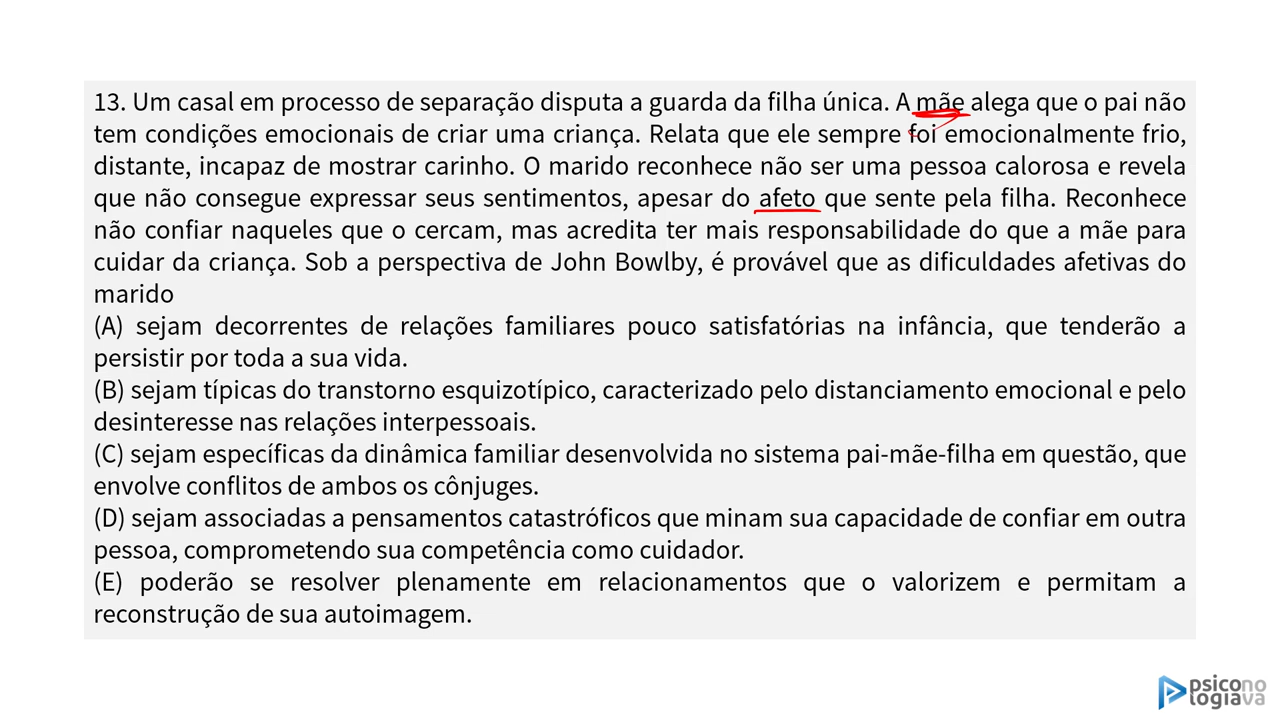 13. Um casal em processo de separação disputa a guarda da filha única. A mãe alega que o pai não
tem condições emocionais de criar uma criança. Relata que ele sempre foi emocionalmente frio,
distante, incapaz de mostrar carinho. O marido reconhece não ser uma pessoa calorosa e revela
que não consegue expressar seus sentimentos, apesar do afeto que sente pela filha. Reconhece
não confiar naqueles que o cercam, mas acredita ter mais responsabilidade do que a mãe para
cuidar da criança. Sob a perspectiva de John Bowlby, é provável que as dificuldades afetivas do
marido
(A) sejam decorrentes de relações familiares pouco satisfatórias na infância, que tenderão a
persistir por toda a sua vida.
(B) sejam típicas do transtorno esquizotípico, caracterizado pelo distanciamento emocional e pelo
desinteresse nas relações interpessoais.
(C) sejam específicas da dinâmica familiar desenvolvida no sistema pai-mãe-filha em questão, que
envolve conflitos de ambos os cônjuges.
(D) sejam associadas a pensamentos catastróficos que minam sua capacidade de confiar em outra
pessoa, comprometendo sua competência como cuidador.
(E) poderão se resolver plenamente em relacionamentos que o valorizem e permitam a
reconstrução de sua autoimagem.
psicono
logiava